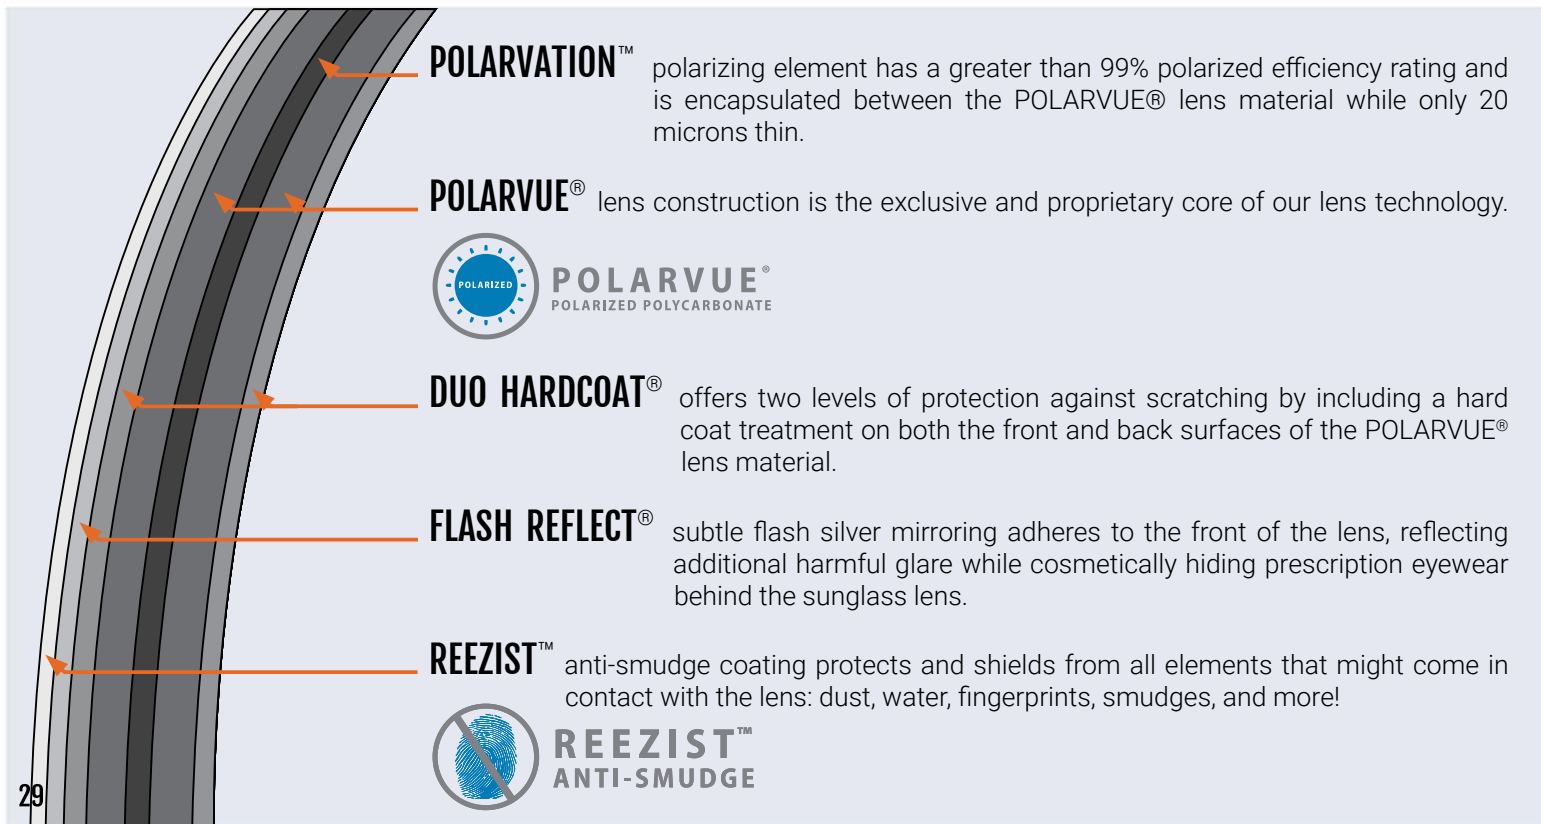 POLARVATION™ polarizing element has a greater than 99% polarized efficiency rating and
is encapsulated between the POLARVUE® lens material while only 20
microns thin.
POLARVUE® lens construction is the exclusive and proprietary core of our lens technology.
POLARIZED
POLARVUE®
POLARIZED POLYCARBONATE
DUO HARDCOAT® offers two levels of protection against scratching by including a hard
coat treatment on both the front and back surfaces of the POLARVUE®
lens material.
FLASH REFLECT® subtle flash silver mirroring adheres to the front of the lens, reflecting
additional harmful glare while cosmetically hiding prescription eyewear
behind the sunglass lens.
REEZIST™ anti-smudge coating protects and shields from all elements that might come in
contact with the lens: dust, water, fingerprints, smudges, and more!
REEZIST™
ANTI-SMUDGE
29